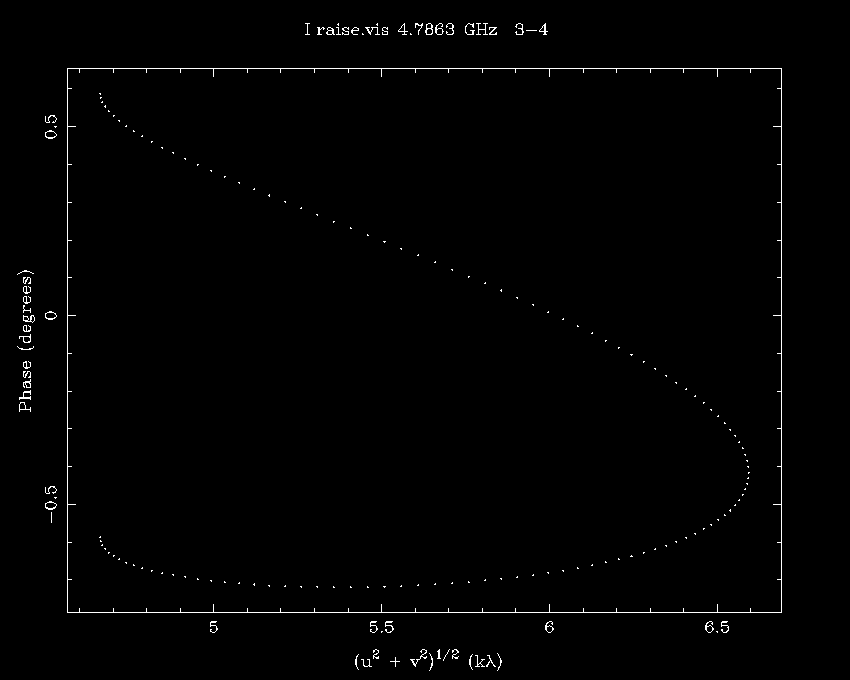 I raise.vis 4.7863 GHz 3−4
0.5
0
−0.5
Phase (degrees)
5 5.5 6 6.5
(u² + v²)^1/2 (kλ)